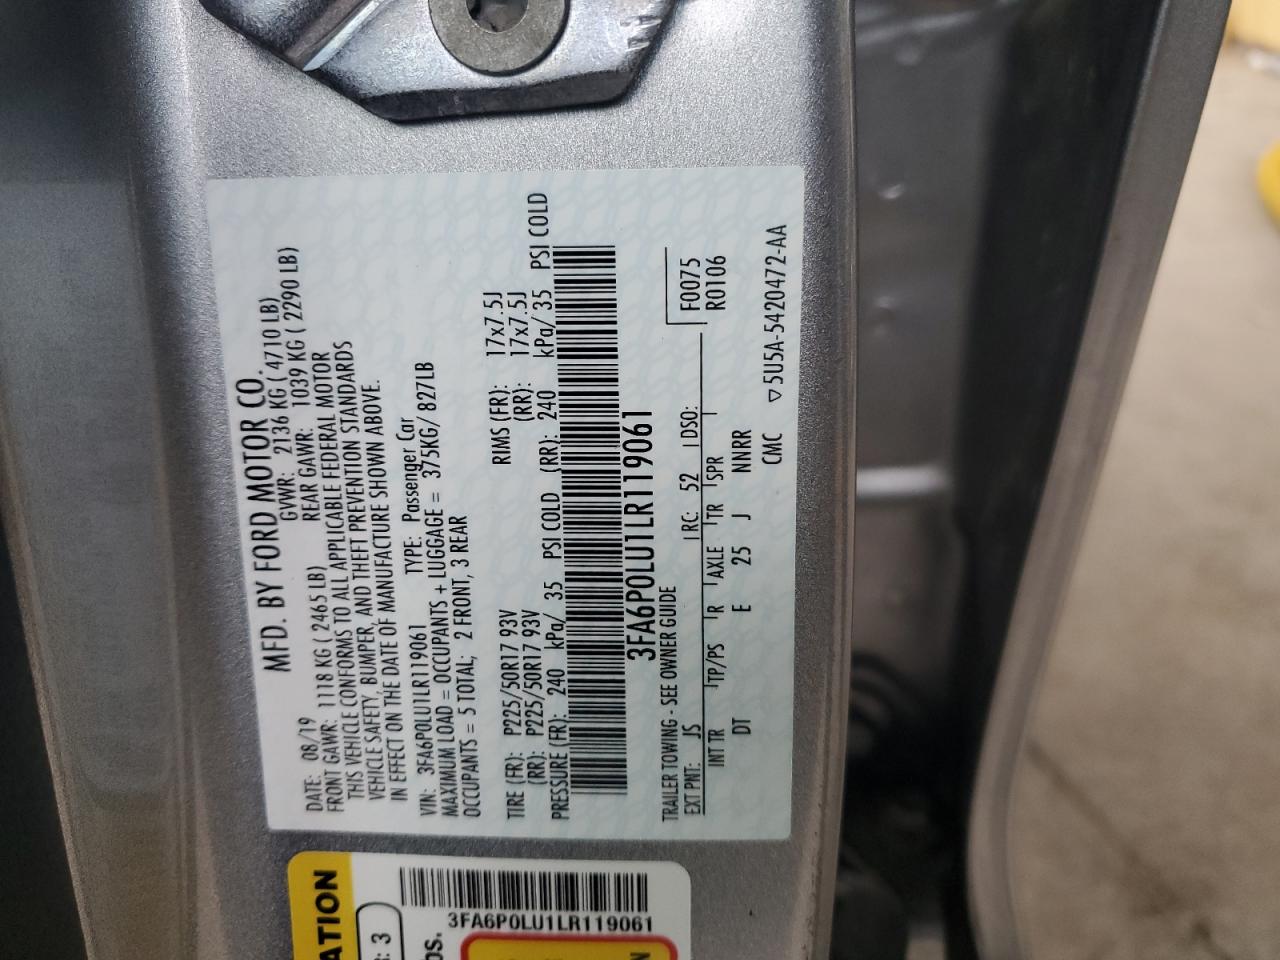 MFD. BY FORD MOTOR CO.
DATE: 08/19 GVWR: 2136 KG ( 4710 LB)
FRONT GAWR: 1118 KG ( 2465 LB) REAR GAWR: 1039 KG ( 2290 LB)
THIS VEHICLE CONFORMS TO ALL APPLICABLE FEDERAL MOTOR
VEHICLE SAFETY, BUMPER, AND THEFT PREVENTION STANDARDS
IN EFFECT ON THE DATE OF MANUFACTURE SHOWN ABOVE.
VIN: 3FA6P0LU1LR119061 TYPE: Passenger Car
MAXIMUM LOAD = OCCUPANTS + LUGGAGE = 375KG/ 827LB
OCCUPANTS = 5 TOTAL; 2 FRONT, 3 REAR
TIRE (FR): P225/50R17 93V RIMS (FR): 17x7.5J
(RR): P225/50R17 93V (RR): 17x7.5J
PRESSURE (FR): 240 kPa/ 35 PSI COLD (RR): 240 kPa/ 35 PSI COLD
3FA6P0LU1LR119061
TRAILER TOWING - SEE OWNER GUIDE
F0075
EXT PNT: JS RC: 52 DSO:
R0106
INT TR TP/PS R AXLE TR SPR
DT E 25 J NNRR
CMC ▽5U5A-5420472-AA
ATION
: 3
OS.
3FA6P0LU1LR119061
N